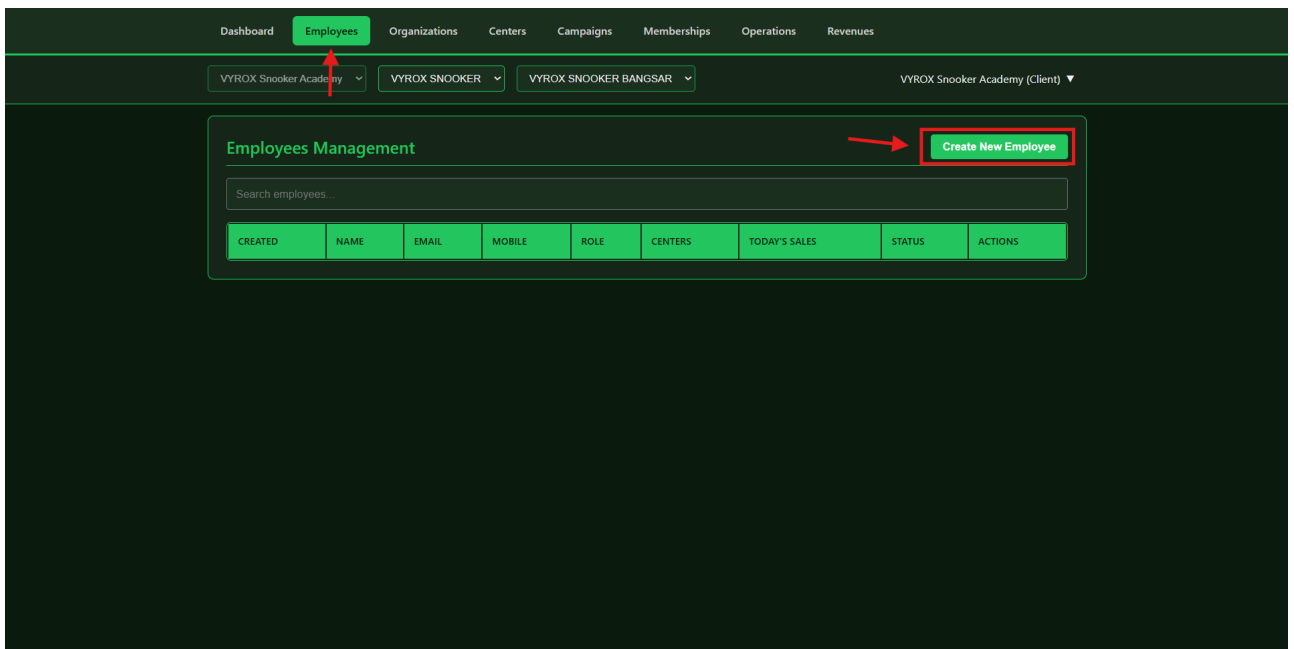 Dashboard Employees Organizations Centers Campaigns Memberships Operations Revenues
VYROX Snooker Academy VYROX SNOOKER VYROX SNOOKER BANGSAR VYROX Snooker Academy (Client) ▼
Employees Management Create New Employee
Search employees...
CREATED NAME EMAIL MOBILE ROLE CENTERS TODAY'S SALES STATUS ACTIONS